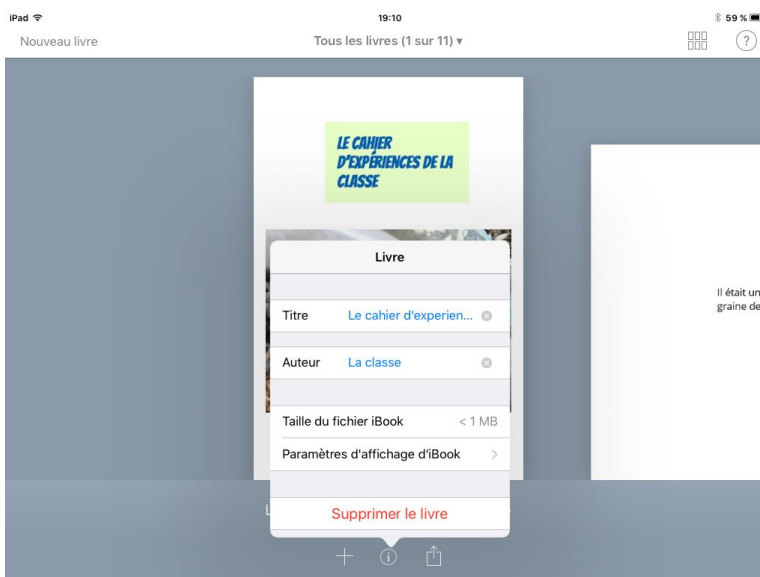 iPad 19:10 59 %
Nouveau livre Tous les livres (1 sur 11) ▾ ?
LE CAHIER
D'EXPÉRIENCES DE LA
CLASSE
Livre
Il était un
graine de
Titre Le cahier d'experien...
Auteur La classe
Taille du fichier iBook < 1 MB
Paramètres d'affichage d'iBook
L
Supprimer le livre